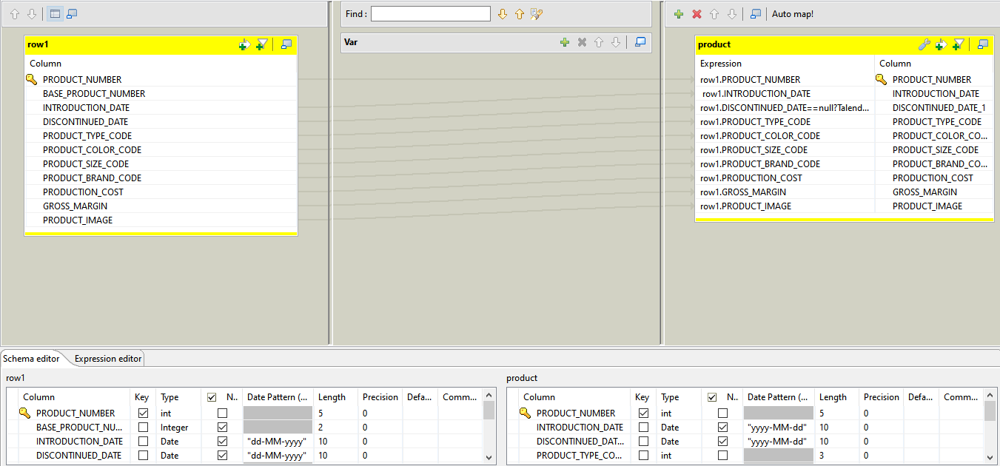 Find :
Auto map!
row1
Column
PRODUCT_NUMBER
BASE_PRODUCT_NUMBER
INTRODUCTION_DATE
DISCONTINUED_DATE
PRODUCT_TYPE_CODE
PRODUCT_COLOR_CODE
PRODUCT_SIZE_CODE
PRODUCT_BRAND_CODE
PRODUCTION_COST
GROSS_MARGIN
PRODUCT_IMAGE
Var
product
Expression Column
row1.PRODUCT_NUMBER PRODUCT_NUMBER
row1.INTRODUCTION_DATE INTRODUCTION_DATE
row1.DISCONTINUED_DATE==null?Talend... DISCONTINUED_DATE_1
row1.PRODUCT_TYPE_CODE PRODUCT_TYPE_CODE
row1.PRODUCT_COLOR_CODE PRODUCT_COLOR_CO...
row1.PRODUCT_SIZE_CODE PRODUCT_SIZE_CODE
row1.PRODUCT_BRAND_CODE PRODUCT_BRAND_CO...
row1.PRODUCTION_COST PRODUCTION_COST
row1.GROSS_MARGIN GROSS_MARGIN
row1.PRODUCT_IMAGE PRODUCT_IMAGE
Schema editor Expression editor
row1
Column Key Type N.. Date Pattern (... Length Precision Defa... Comm...
PRODUCT_NUMBER int 5 0
BASE_PRODUCT_NU... Integer 2 0
INTRODUCTION_DATE Date "dd-MM-yyyy" 10 0
DISCONTINUED_DATE Date "dd-MM-yyyy" 10 0
product
Column Key Type N.. Date Pattern (... Length Precision Defa... Comm...
PRODUCT_NUMBER int 5 0
INTRODUCTION_DATE Date "yyyy-MM-dd" 10 0
DISCONTINUED_DAT... Date "yyyy-MM-dd" 10 0
PRODUCT_TYPE_CO... int 3 0